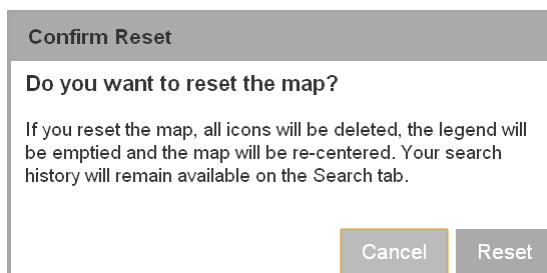 Confirm Reset
Do you want to reset the map?
If you reset the map, all icons will be deleted, the legend will
be emptied and the map will be re-centered. Your search
history will remain available on the Search tab.
Cancel Reset